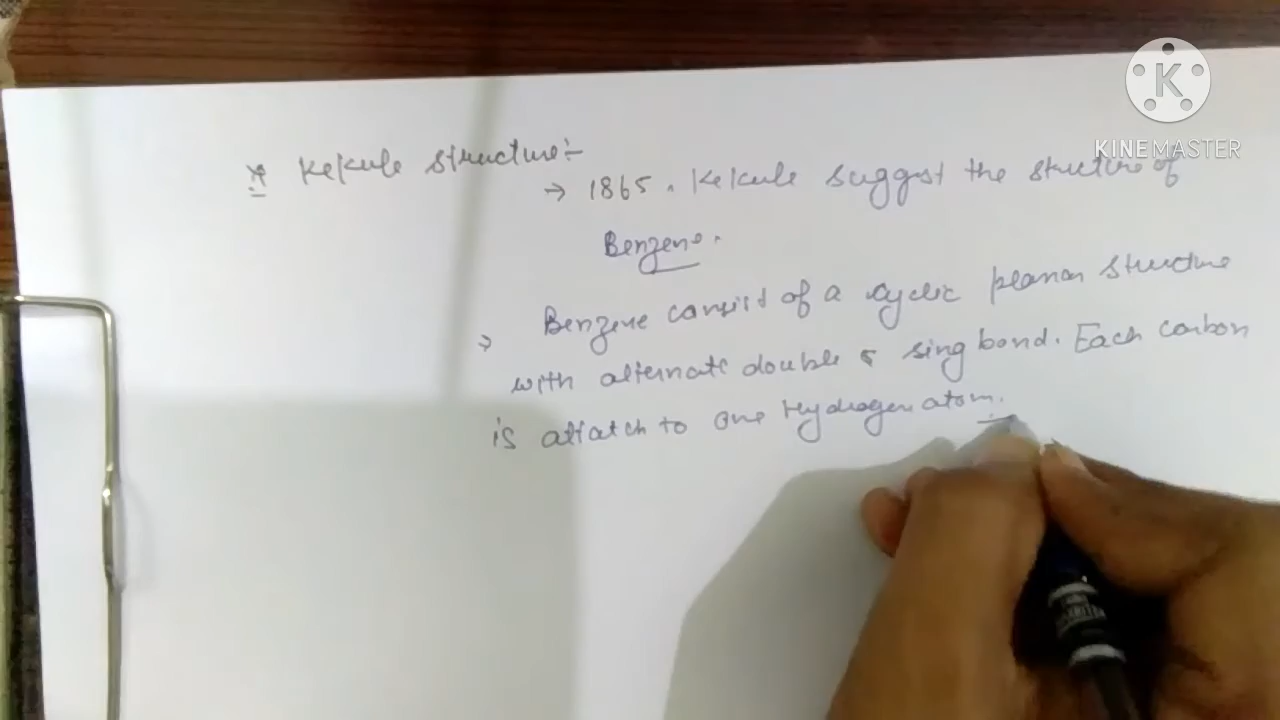 K
KINEMASTER
* Kekule structure:-
→ 1865. Kekule suggest the structure of
Benzene.
→ Benzene consist of a cyclic planar structure
with alternate double & sing bond. Each carbon
is attatch to one Hydrogen atom.